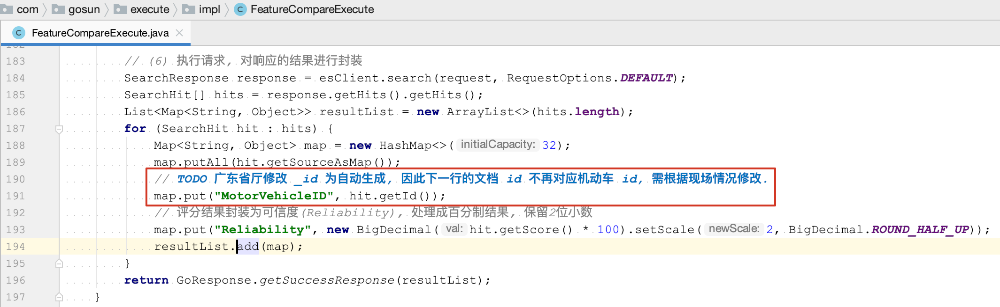 com gosun execute impl FeatureCompareExecute
FeatureCompareExecute.java
183 // (6) 执行请求, 对响应的结果进行封装
184 SearchResponse response = esClient.search(request, RequestOptions.DEFAULT);
185 SearchHit[] hits = response.getHits().getHits();
186 List<Map<String, Object>> resultList = new ArrayList<>(hits.length);
187 for (SearchHit hit : hits) {
188 Map<String, Object> map = new HashMap<>( initialCapacity: 32);
189 map.putAll(hit.getSourceAsMap());
190 // TODO 广东省厅修改 _id 为自动生成, 因此下一行的文档 id 不再对应机动车 id, 需根据现场情况修改.
191 map.put("MotorVehicleID", hit.getId());
192 // 评分结果封装为可信度(Reliability), 处理成百分制结果, 保留2位小数
193 map.put("Reliability", new BigDecimal( val: hit.getScore() * 100).setScale( newScale: 2, BigDecimal.ROUND_HALF_UP));
194 resultList.add(map);
195 }
196 return GoResponse.getSuccessResponse(resultList);
197 }